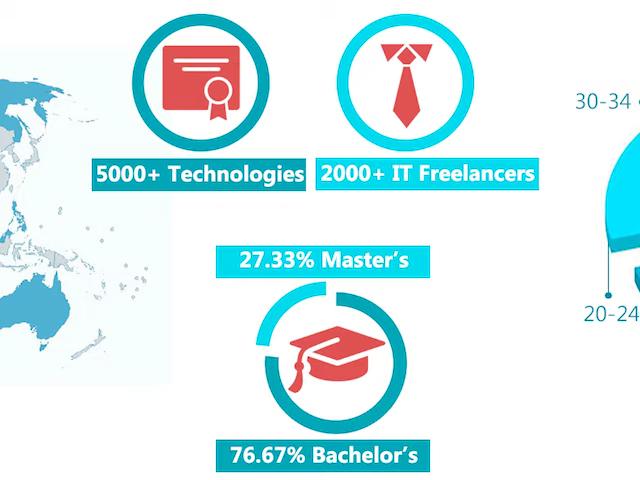 5000+ Technologies
2000+ IT Freelancers
30-34
27.33% Master's
20-24
76.67% Bachelor's